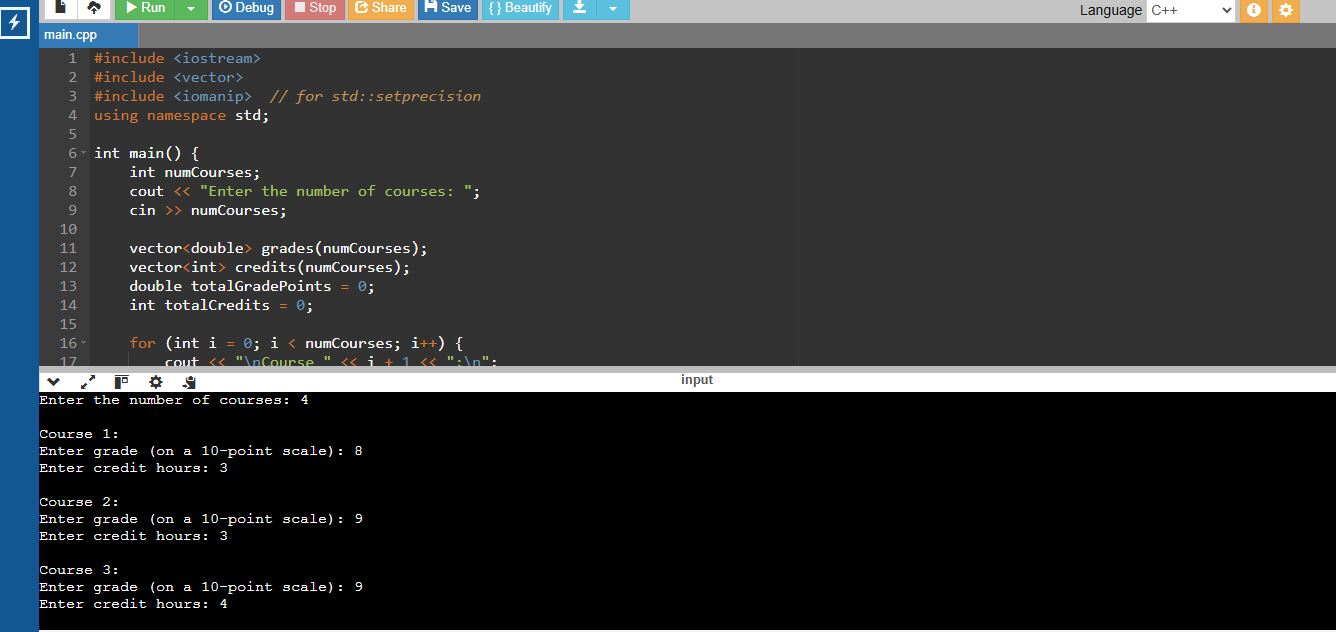 Run Debug Stop Share Save { } Beautify Language C++
main.cpp
1 #include <iostream>
2 #include <vector>
3 #include <iomanip>  // for std::setprecision
4 using namespace std;
5
6 int main() {
7     int numCourses;
8     cout << "Enter the number of courses: ";
9     cin >> numCourses;
10
11     vector<double> grades(numCourses);
12     vector<int> credits(numCourses);
13     double totalGradePoints = 0;
14     int totalCredits = 0;
15
16     for (int i = 0; i < numCourses; i++) {
17         cout << "\nCourse " << i + 1 << ":\n";
input
Enter the number of courses: 4
Course 1:
Enter grade (on a 10-point scale): 8
Enter credit hours: 3
Course 2:
Enter grade (on a 10-point scale): 9
Enter credit hours: 3
Course 3:
Enter grade (on a 10-point scale): 9
Enter credit hours: 4